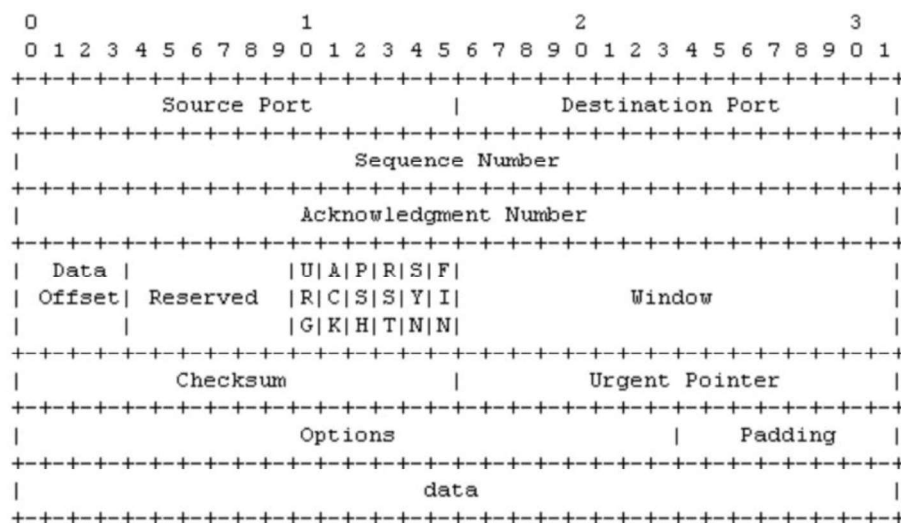 0                   1                   2                   3
 0 1 2 3 4 5 6 7 8 9 0 1 2 3 4 5 6 7 8 9 0 1 2 3 4 5 6 7 8 9 0 1
+-+-+-+-+-+-+-+-+-+-+-+-+-+-+-+-+-+-+-+-+-+-+-+-+-+-+-+-+-+-+-+-+
|          Source Port          |       Destination Port        |
+-+-+-+-+-+-+-+-+-+-+-+-+-+-+-+-+-+-+-+-+-+-+-+-+-+-+-+-+-+-+-+-+
|                        Sequence Number                        |
+-+-+-+-+-+-+-+-+-+-+-+-+-+-+-+-+-+-+-+-+-+-+-+-+-+-+-+-+-+-+-+-+
|                    Acknowledgment Number                      |
+-+-+-+-+-+-+-+-+-+-+-+-+-+-+-+-+-+-+-+-+-+-+-+-+-+-+-+-+-+-+-+-+
|  Data |           |U|A|P|R|S|F|                               |
| Offset| Reserved  |R|C|S|S|Y|I|            Window             |
|       |           |G|K|H|T|N|N|                               |
+-+-+-+-+-+-+-+-+-+-+-+-+-+-+-+-+-+-+-+-+-+-+-+-+-+-+-+-+-+-+-+-+
|           Checksum            |         Urgent Pointer        |
+-+-+-+-+-+-+-+-+-+-+-+-+-+-+-+-+-+-+-+-+-+-+-+-+-+-+-+-+-+-+-+-+
|                    Options                    |    Padding    |
+-+-+-+-+-+-+-+-+-+-+-+-+-+-+-+-+-+-+-+-+-+-+-+-+-+-+-+-+-+-+-+-+
|                             data                              |
+-+-+-+-+-+-+-+-+-+-+-+-+-+-+-+-+-+-+-+-+-+-+-+-+-+-+-+-+-+-+-+-+